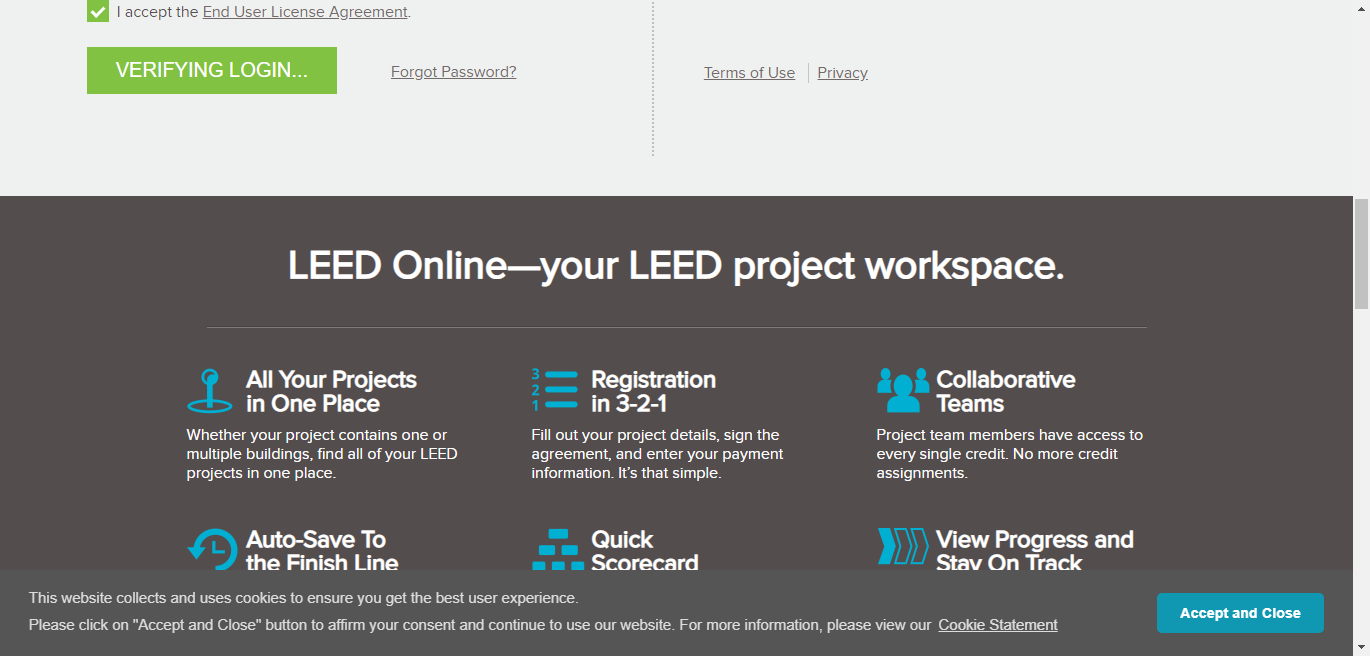 I accept the End User License Agreement.
VERIFYING LOGIN...
Forgot Password?
Terms of Use
Privacy
LEED Online—your LEED project workspace.
All Your Projects
in One Place
Whether your project contains one or
multiple buildings, find all of your LEED
projects in one place.
3
2
1
Registration
in 3-2-1
Fill out your project details, sign the
agreement, and enter your payment
information. It’s that simple.
Collaborative
Teams
Project team members have access to
every single credit. No more credit
assignments.
Auto-Save To
the Finish Line
Quick
Scorecard
View Progress and
Stay On Track
This website collects and uses cookies to ensure you get the best user experience.
Please click on "Accept and Close" button to affirm your consent and continue to use our website. For more information, please view our Cookie Statement
Accept and Close